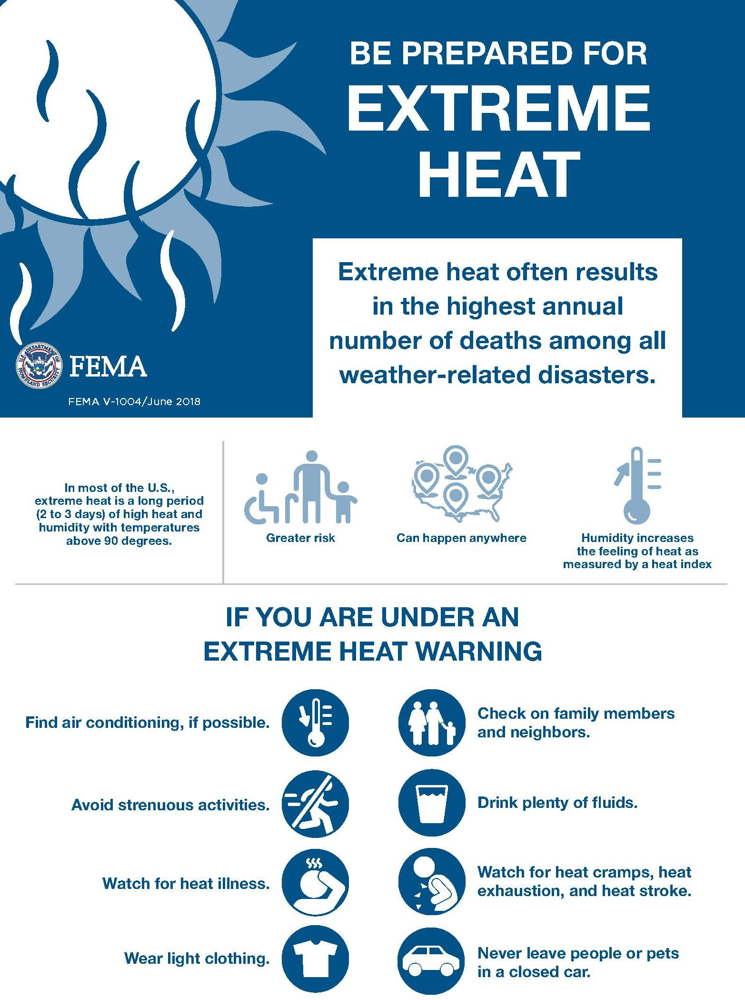 BE PREPARED FOR
EXTREME
HEAT
Extreme heat often results
in the highest annual
number of deaths among all
weather-related disasters.
U.S. DEPARTMENT OF
HOMELAND SECURITY
FEMA
FEMA V-1004/June 2018
In most of the U.S.,
extreme heat is a long period
(2 to 3 days) of high heat and
humidity with temperatures
above 90 degrees.
Greater risk
Can happen anywhere
Humidity increases
the feeling of heat as
measured by a heat index
IF YOU ARE UNDER AN
EXTREME HEAT WARNING
Find air conditioning, if possible.
Avoid strenuous activities.
Watch for heat illness.
Wear light clothing.
Check on family members
and neighbors.
Drink plenty of fluids.
Watch for heat cramps, heat
exhaustion, and heat stroke.
Never leave people or pets
in a closed car.